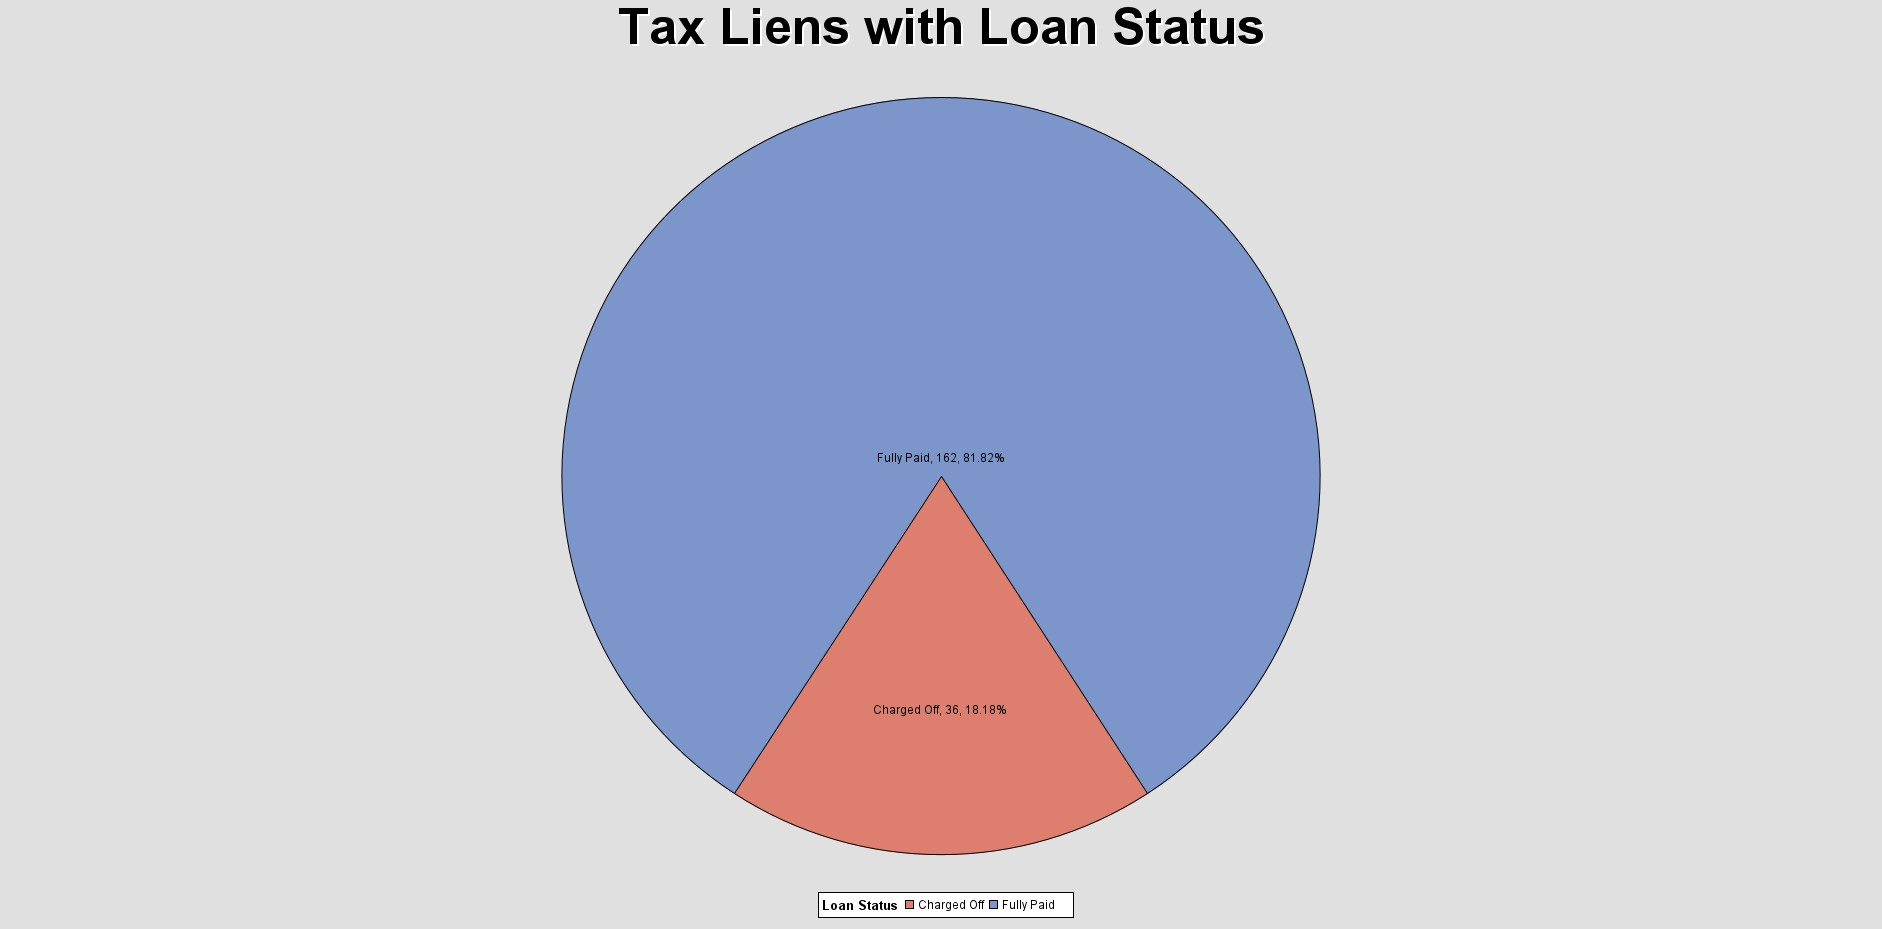 Tax Liens with Loan Status
Fully Paid, 162, 81.82%
Charged Off, 36, 18.18%
Loan Status Charged Off Fully Paid